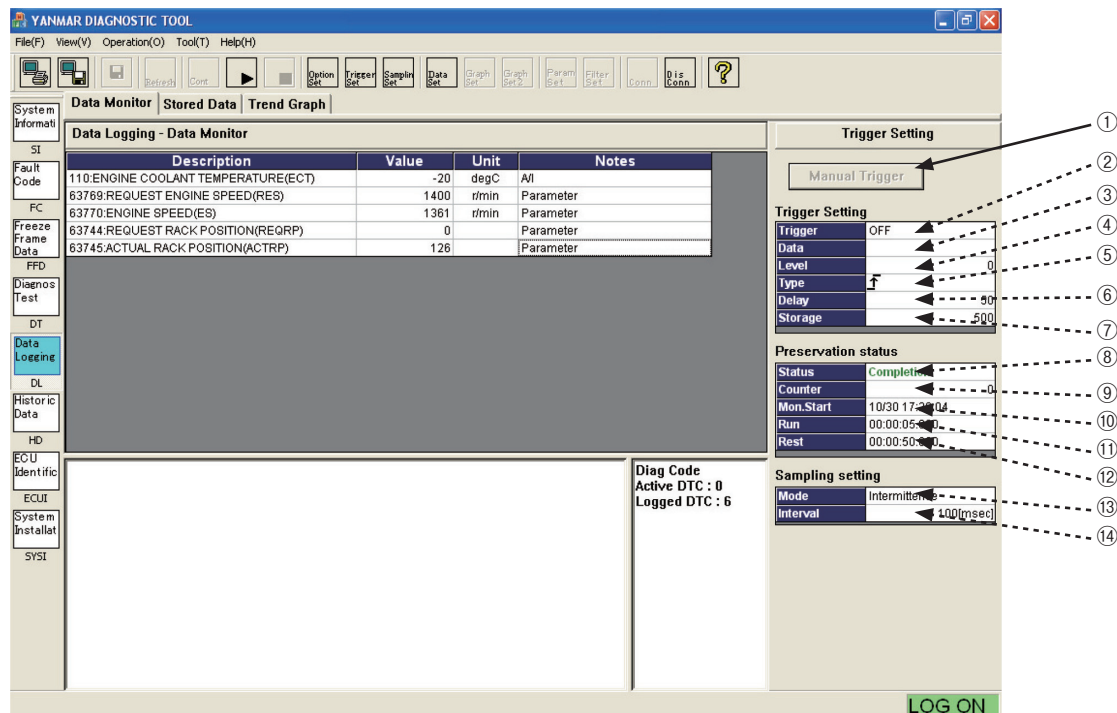 YANMAR DIAGNOSTIC TOOL
File(F) View(V) Operation(O) Tool(T) Help(H)
Refresh Cont. Option Set Trigger Set Samplin Set Data Set Graph Set Graph Set2 Param Set Filter Set Conn Dis Conn ?
System Informati
SI
Fault Code
FC
Freeze Frame Data
FFD
Diagnos Test
DT
Data Logging
DL
Historic Data
HD
ECU Identific
ECUI
System Installat
SYSI
Data Monitor Stored Data Trend Graph
Data Logging - Data Monitor
Description Value Unit Notes
110:ENGINE COOLANT TEMPERATURE(ECT) -20 degC A/I
63769:REQUEST ENGINE SPEED(RES) 1400 r/min Parameter
63770:ENGINE SPEED(ES) 1361 r/min Parameter
63744:REQUEST RACK POSITION(REQRP) 0 Parameter
63745:ACTUAL RACK POSITION(ACTRP) 126 Parameter
Diag Code
Active DTC : 0
Logged DTC : 6
Trigger Setting
Manual Trigger
Trigger Setting
Trigger OFF
Data
Level 0
Type
Delay 50
Storage 500
Preservation status
Status Completion
Counter 0
Mon.Start 10/30 17: :04
Run 00:00:05
Rest 00:00:50
Sampling setting
Mode Intermittence
Interval 100[msec]
LOG ON
①
②
③
④
⑤
⑥
⑦
⑧
⑨
⑩
⑪
⑫
⑬
⑭